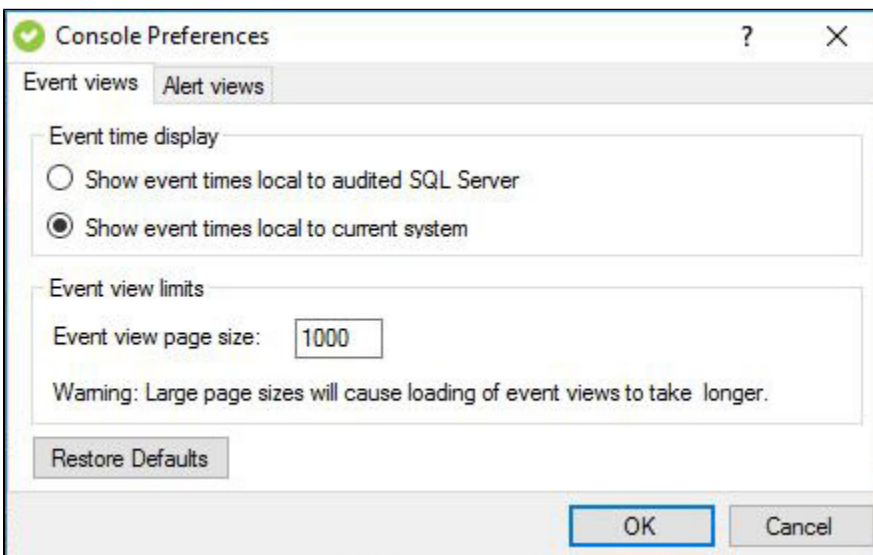 Console Preferences ?
Event views Alert views
Event time display
Show event times local to audited SQL Server
Show event times local to current system
Event view limits
Event view page size: 1000
Warning: Large page sizes will cause loading of event views to take longer.
Restore Defaults
OK Cancel